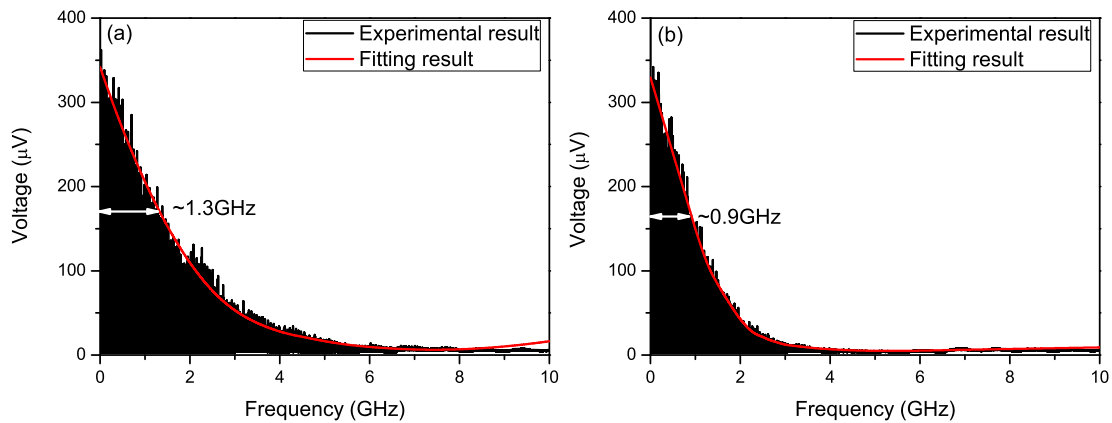 (a)
Experimental result
Fitting result
400
300
200
100
0
Voltage (μV)
~1.3GHz
0 2 4 6 8 10
Frequency (GHz)
(b)
Experimental result
Fitting result
400
300
200
100
0
Voltage (μV)
~0.9GHz
0 2 4 6 8 10
Frequency (GHz)